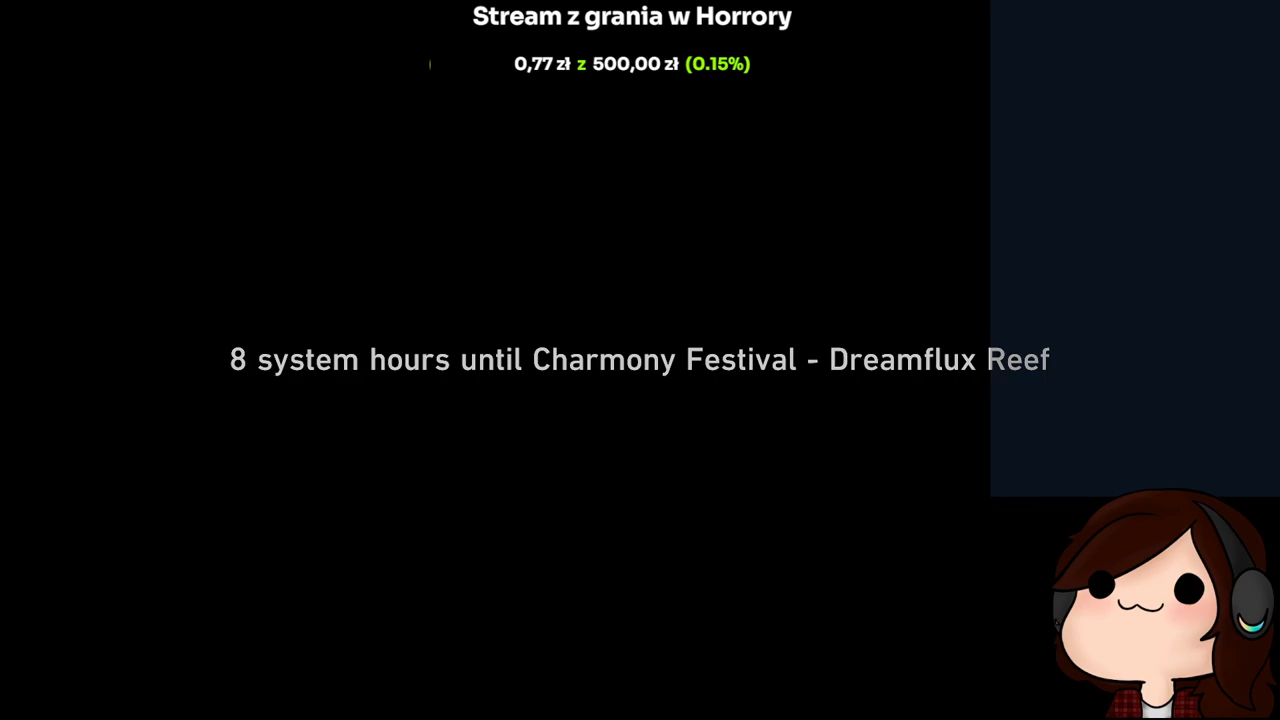 Stream z grania w Horrory
0,77 zł z 500,00 zł (0.15%)
8 system hours until Charmony Festival - Dreamflux Reef